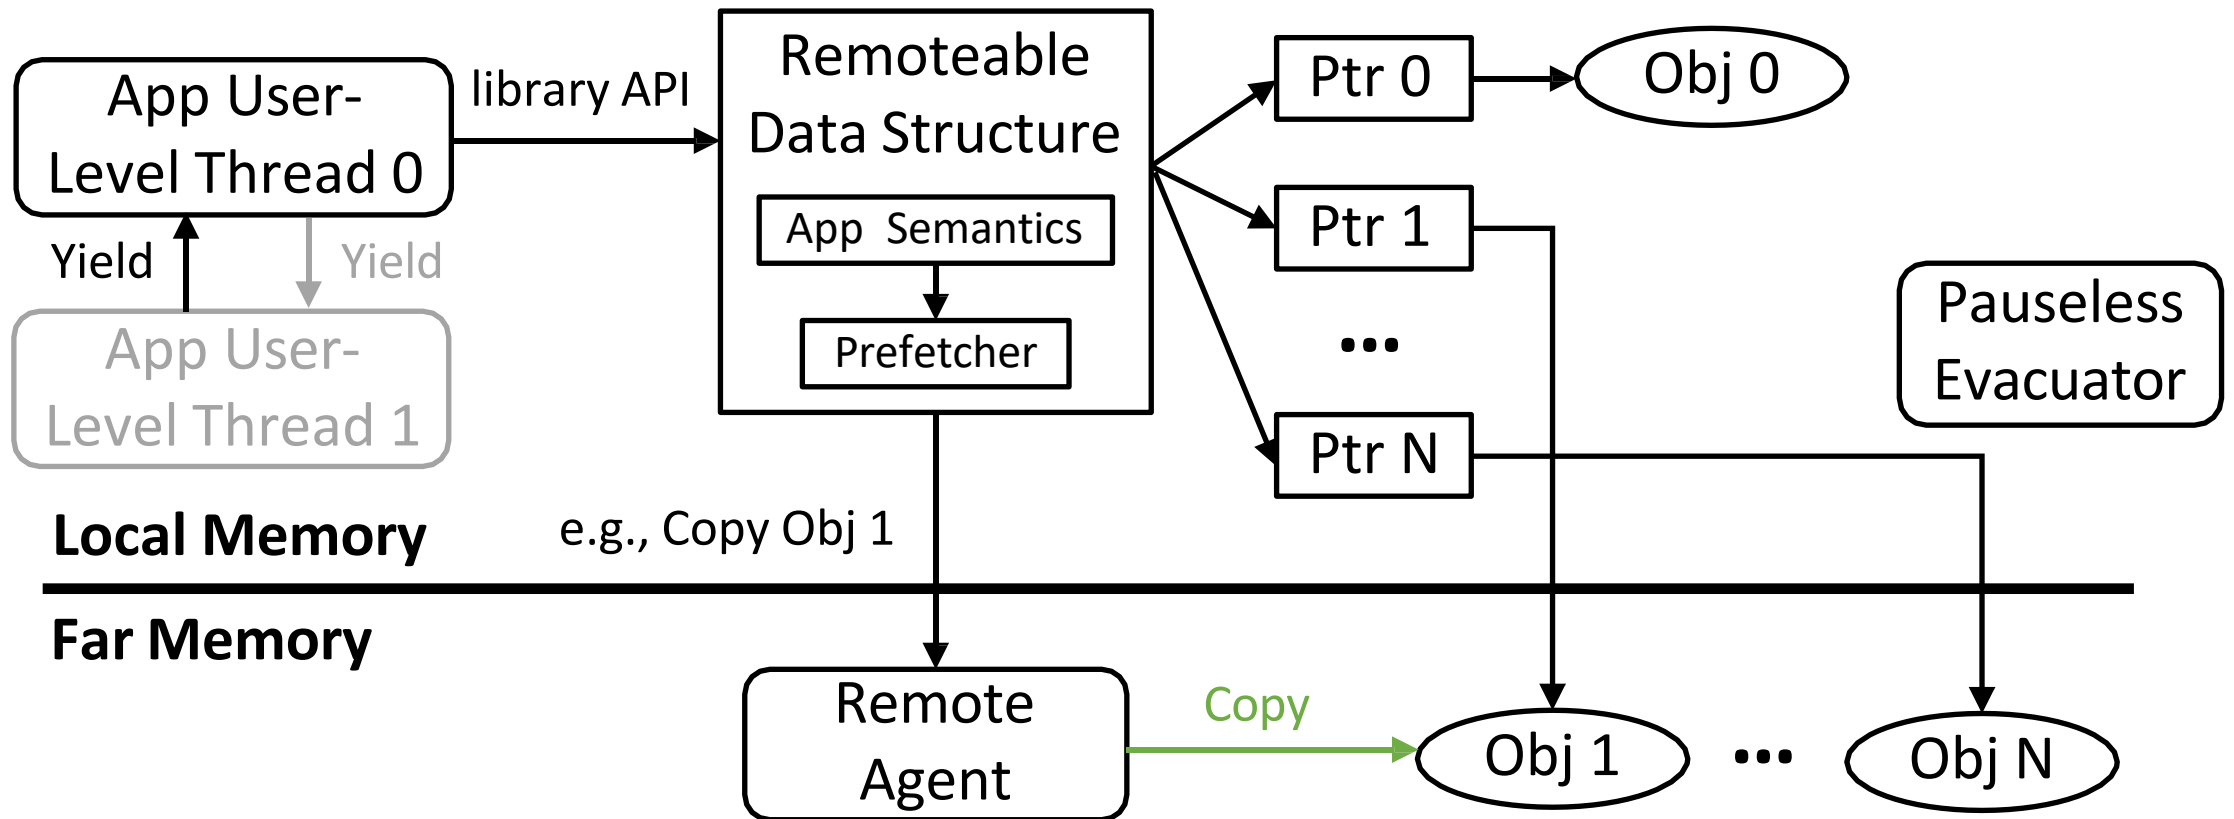 App User-
Level Thread 0
library API
Remoteable
Data Structure
App Semantics
Prefetcher
Ptr 0
Obj 0
Ptr 1
...
Ptr N
Pauseless
Evacuator
Yield
Yield
App User-
Level Thread 1
Local Memory
e.g., Copy Obj 1
Far Memory
Remote
Agent
Copy
Obj 1
...
Obj N